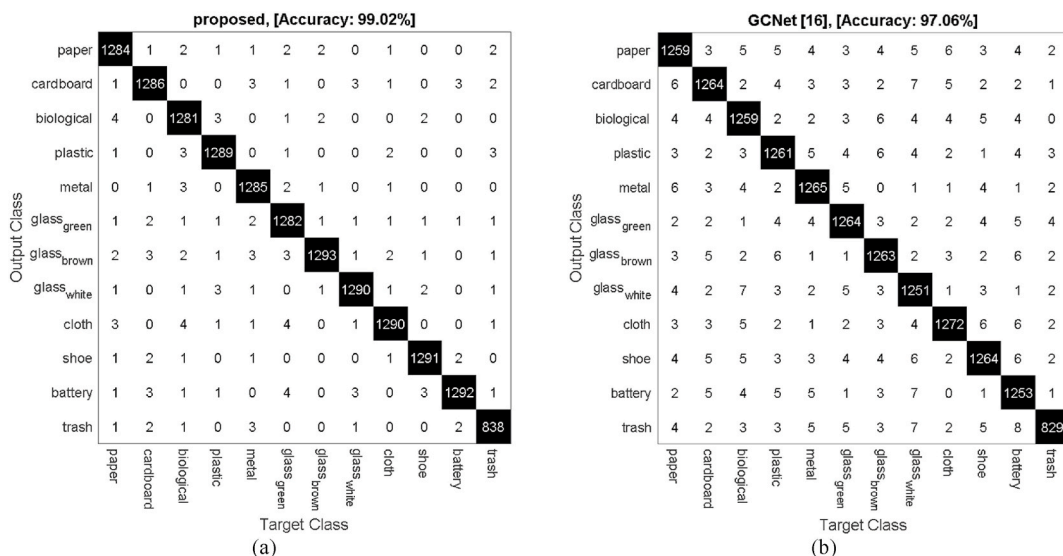 proposed, [Accuracy: 99.02%]
paper 1284 1 2 1 1 2 2 0 1 0 0 2
cardboard 1 1286 0 0 3 1 0 3 1 0 3 2
biological 4 0 1281 3 0 1 2 0 0 2 0 0
plastic 1 0 3 1289 0 1 0 0 2 0 0 3
metal 0 1 3 0 1285 2 1 0 1 0 0 0
glass green 1 2 1 1 2 1282 1 1 1 1 1 1
glass brown 2 3 2 1 3 3 1293 1 2 1 0 1
glass white 1 0 1 3 1 0 1 1290 1 2 0 1
cloth 3 0 4 1 1 4 0 1 1290 0 0 1
shoe 1 2 1 0 1 0 0 0 1 1291 2 0
battery 1 3 1 1 0 4 0 3 0 3 1292 1
trash 1 2 1 0 3 0 0 1 0 0 2 838
paper cardboard biological plastic metal glass green glass brown glass white cloth shoe battery trash
Output Class
Target Class
(a)
GCNet [16], [Accuracy: 97.06%]
paper 1259 3 5 5 4 3 4 5 6 3 4 2
cardboard 6 1264 2 4 3 3 2 7 5 2 2 1
biological 4 4 1259 2 2 3 6 4 4 5 4 0
plastic 3 2 3 1261 5 4 6 4 2 1 4 3
metal 6 3 4 2 1265 5 0 1 1 4 1 2
glass green 2 2 1 4 4 1264 3 2 2 4 5 4
glass brown 3 5 2 6 1 1 1263 2 3 2 6 2
glass white 4 2 7 3 2 5 3 1251 1 3 1 2
cloth 3 3 5 2 1 2 3 4 1272 6 6 2
shoe 4 5 5 3 3 4 4 6 2 1264 6 2
battery 2 5 4 5 5 1 3 7 0 1 1253 1
trash 4 2 3 3 5 5 3 7 2 5 8 829
paper cardboard biological plastic metal glass green glass brown glass white cloth shoe battery trash
Output Class
Target Class
(b)